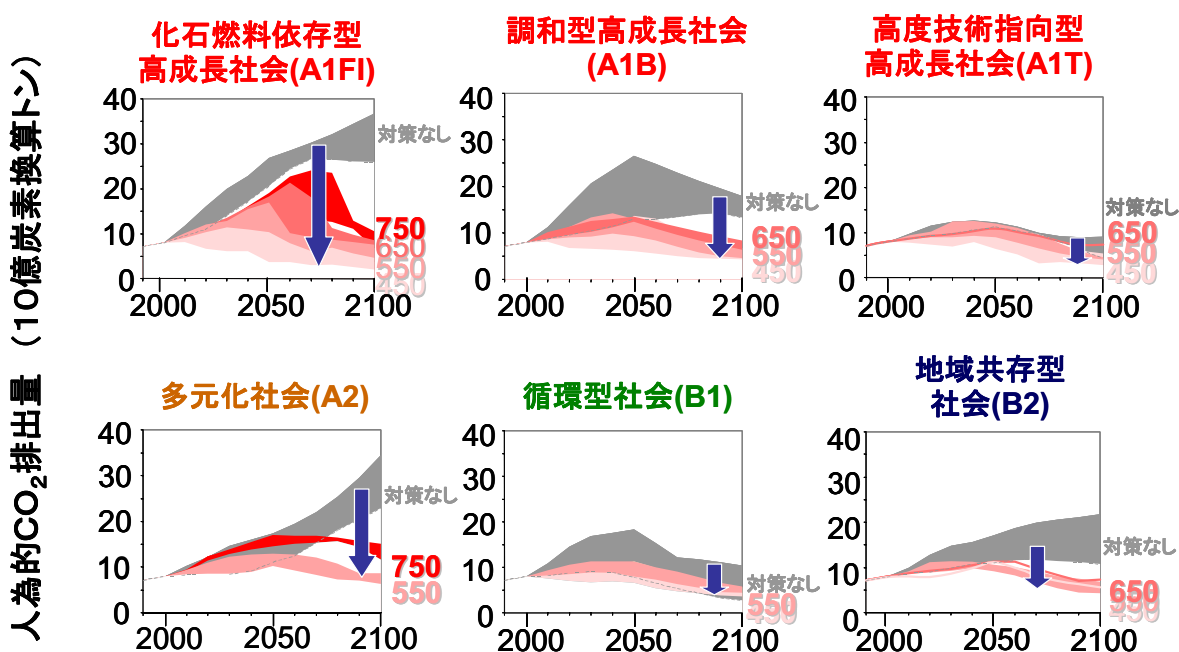 人為的CO2排出量（10億炭素換算トン）
化石燃料依存型
高成長社会(A1FI)
40
30
20
10
0
2000 2050 2100
対策なし
750
650
550
450
調和型高成長社会
(A1B)
40
30
20
10
0
2000 2050 2100
対策なし
650
550
450
高度技術指向型
高成長社会(A1T)
40
30
20
10
0
2000 2050 2100
対策なし
650
550
450
多元化社会(A2)
40
30
20
10
0
2000 2050 2100
対策なし
750
550
循環型社会(B1)
40
30
20
10
0
2000 2050 2100
対策なし
550
450
地域共存型
社会(B2)
40
30
20
10
0
2000 2050 2100
対策なし
650
550
450